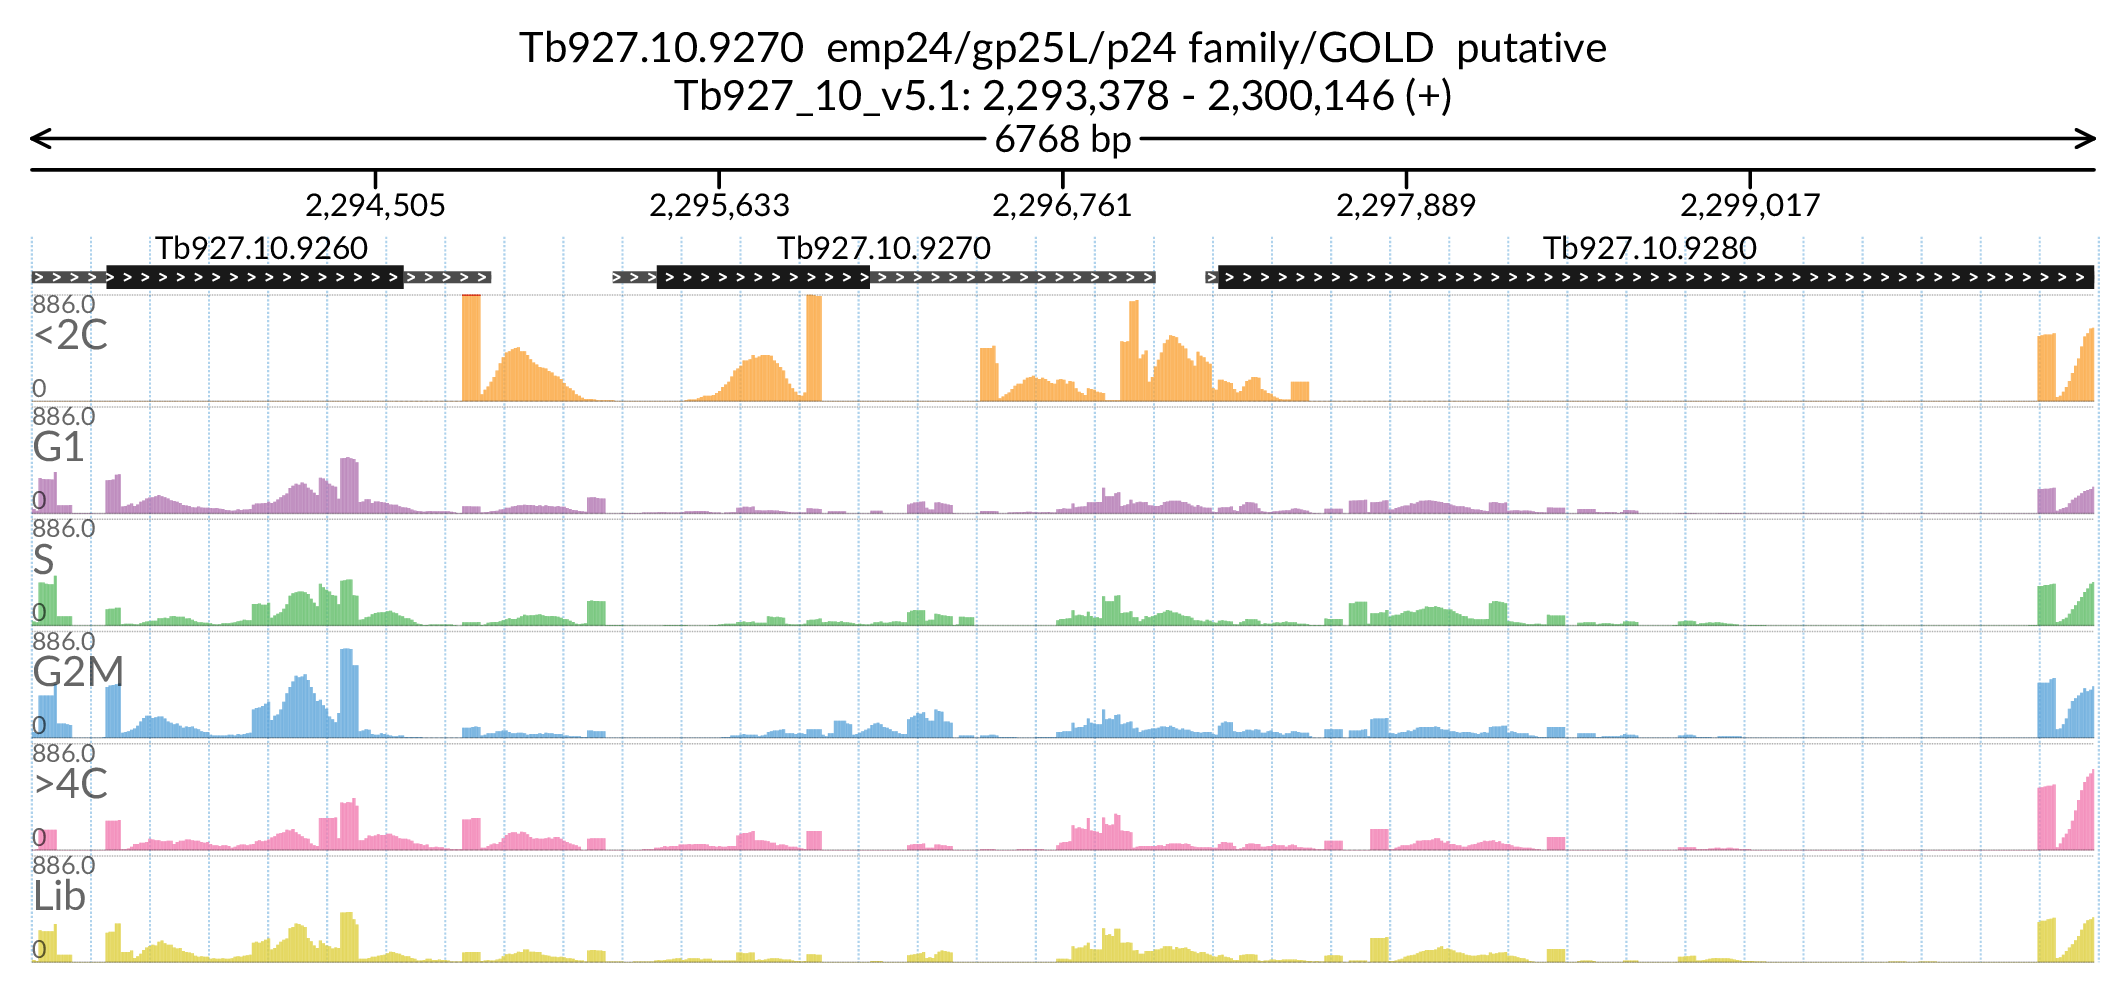 Tb927.10.9270  emp24/gp25L/p24 family/GOLD  putative
Tb927_10_v5.1: 2,293,378 - 2,300,146 (+)
6768 bp
2,294,505 2,295,633 2,296,761 2,297,889 2,299,017
Tb927.10.9260 Tb927.10.9270 Tb927.10.9280
886.0
<2C
0
886.0
G1
0
886.0
S
0
886.0
G2M
0
886.0
>4C
0
886.0
Lib
0